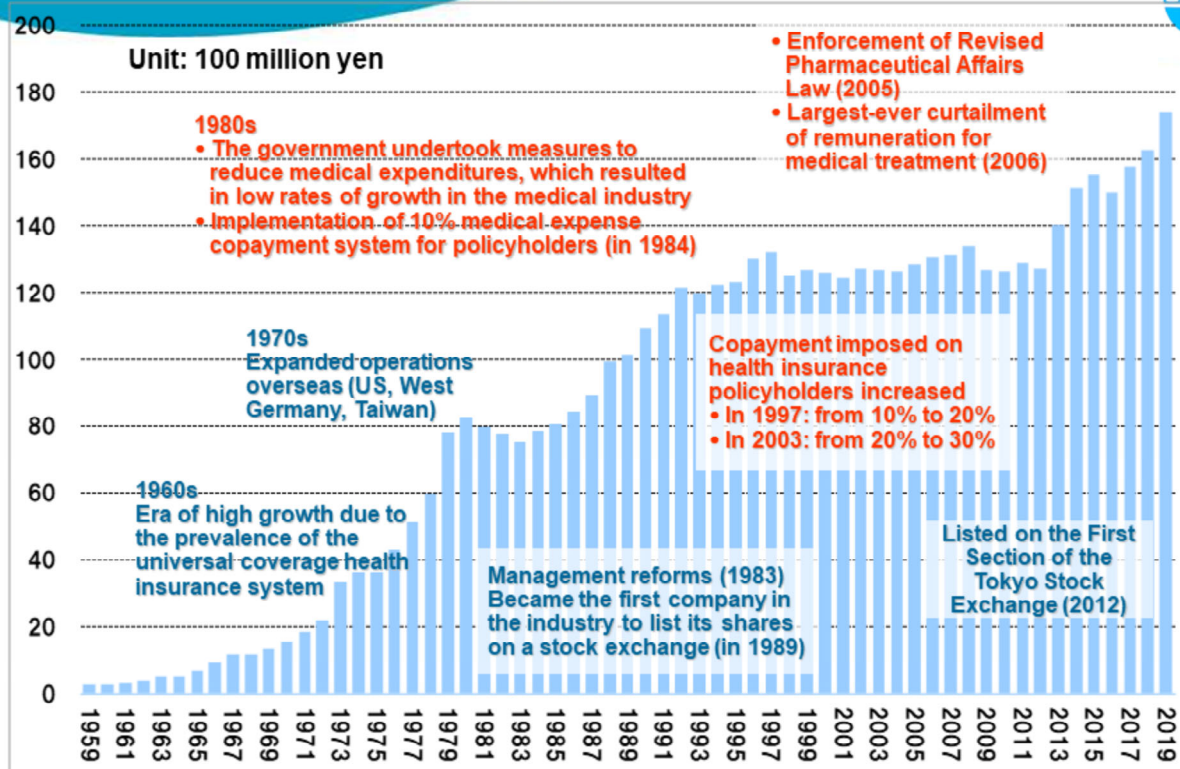 200
Unit: 100 million yen
180
160
140
120
100
80
60
40
20
0
• Enforcement of Revised
Pharmaceutical Affairs
Law (2005)
• Largest-ever curtailment
of remuneration for
medical treatment (2006)
1980s
• The government undertook measures to
reduce medical expenditures, which resulted
in low rates of growth in the medical industry
• Implementation of 10% medical expense
copayment system for policyholders (in 1984)
1970s
Expanded operations
overseas (US, West
Germany, Taiwan)
Copayment imposed on
health insurance
policyholders increased
• In 1997: from 10% to 20%
• In 2003: from 20% to 30%
1960s
Era of high growth due to
the prevalence of the
universal coverage health
insurance system
Management reforms (1983)
Became the first company in
the industry to list its shares
on a stock exchange (in 1989)
Listed on the First
Section of the
Tokyo Stock
Exchange (2012)
1959
1961
1963
1965
1967
1969
1971
1973
1975
1977
1979
1981
1983
1985
1987
1989
1991
1993
1995
1997
1999
2001
2003
2005
2007
2009
2011
2013
2015
2017
2019